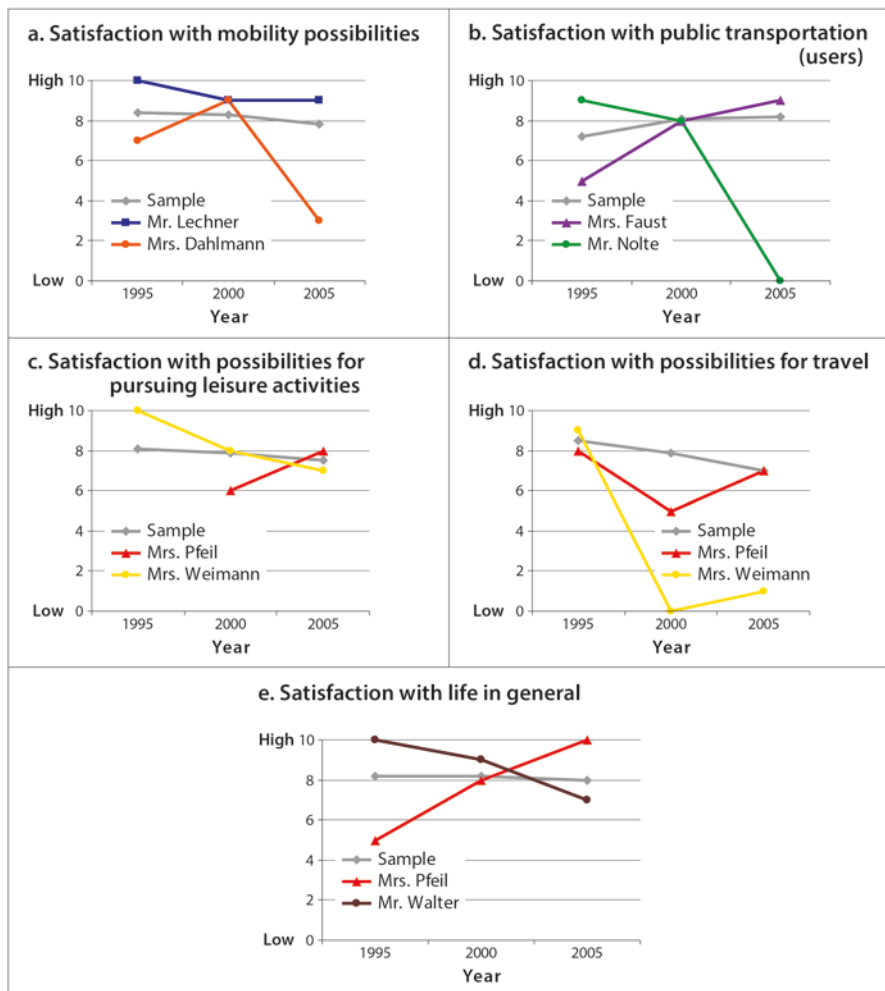 a. Satisfaction with mobility possibilities
High 10
8
6
4
2
Low 0
Sample
Mr. Lechner
Mrs. Dahlmann
1995 2000 2005
Year
b. Satisfaction with public transportation
(users)
High 10
8
6
4
2
Low 0
Sample
Mrs. Faust
Mr. Nolte
1995 2000 2005
Year
c. Satisfaction with possibilities for
pursuing leisure activities
High 10
8
6
4
2
Low 0
Sample
Mrs. Pfeil
Mrs. Weimann
1995 2000 2005
Year
d. Satisfaction with possibilities for travel
High 10
8
6
4
2
Low 0
Sample
Mrs. Pfeil
Mrs. Weimann
1995 2000 2005
Year
e. Satisfaction with life in general
High 10
8
6
4
2
Low 0
Sample
Mrs. Pfeil
Mr. Walter
1995 2000 2005
Year